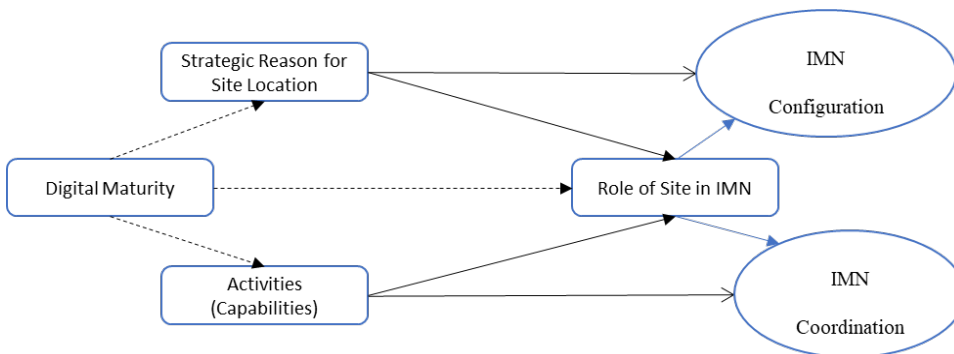 Strategic Reason for
Site Location
IMN
Configuration
Digital Maturity
Role of Site in IMN
Activities
(Capabilities)
IMN
Coordination